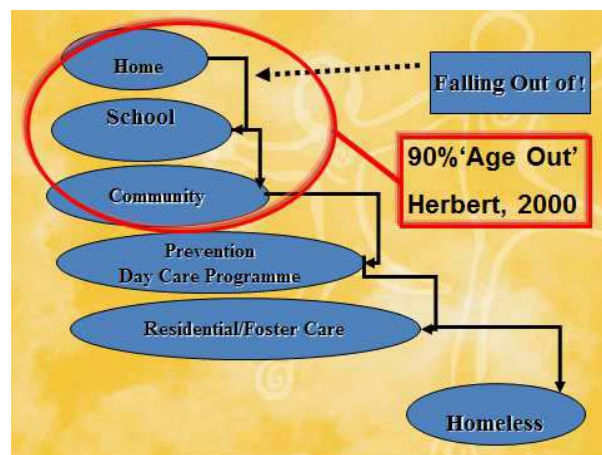 Home
Falling Out of!
School
90%'Age Out'
Herbert, 2000
Community
Prevention
Day Care Programme
Residential/Foster Care
Homeless